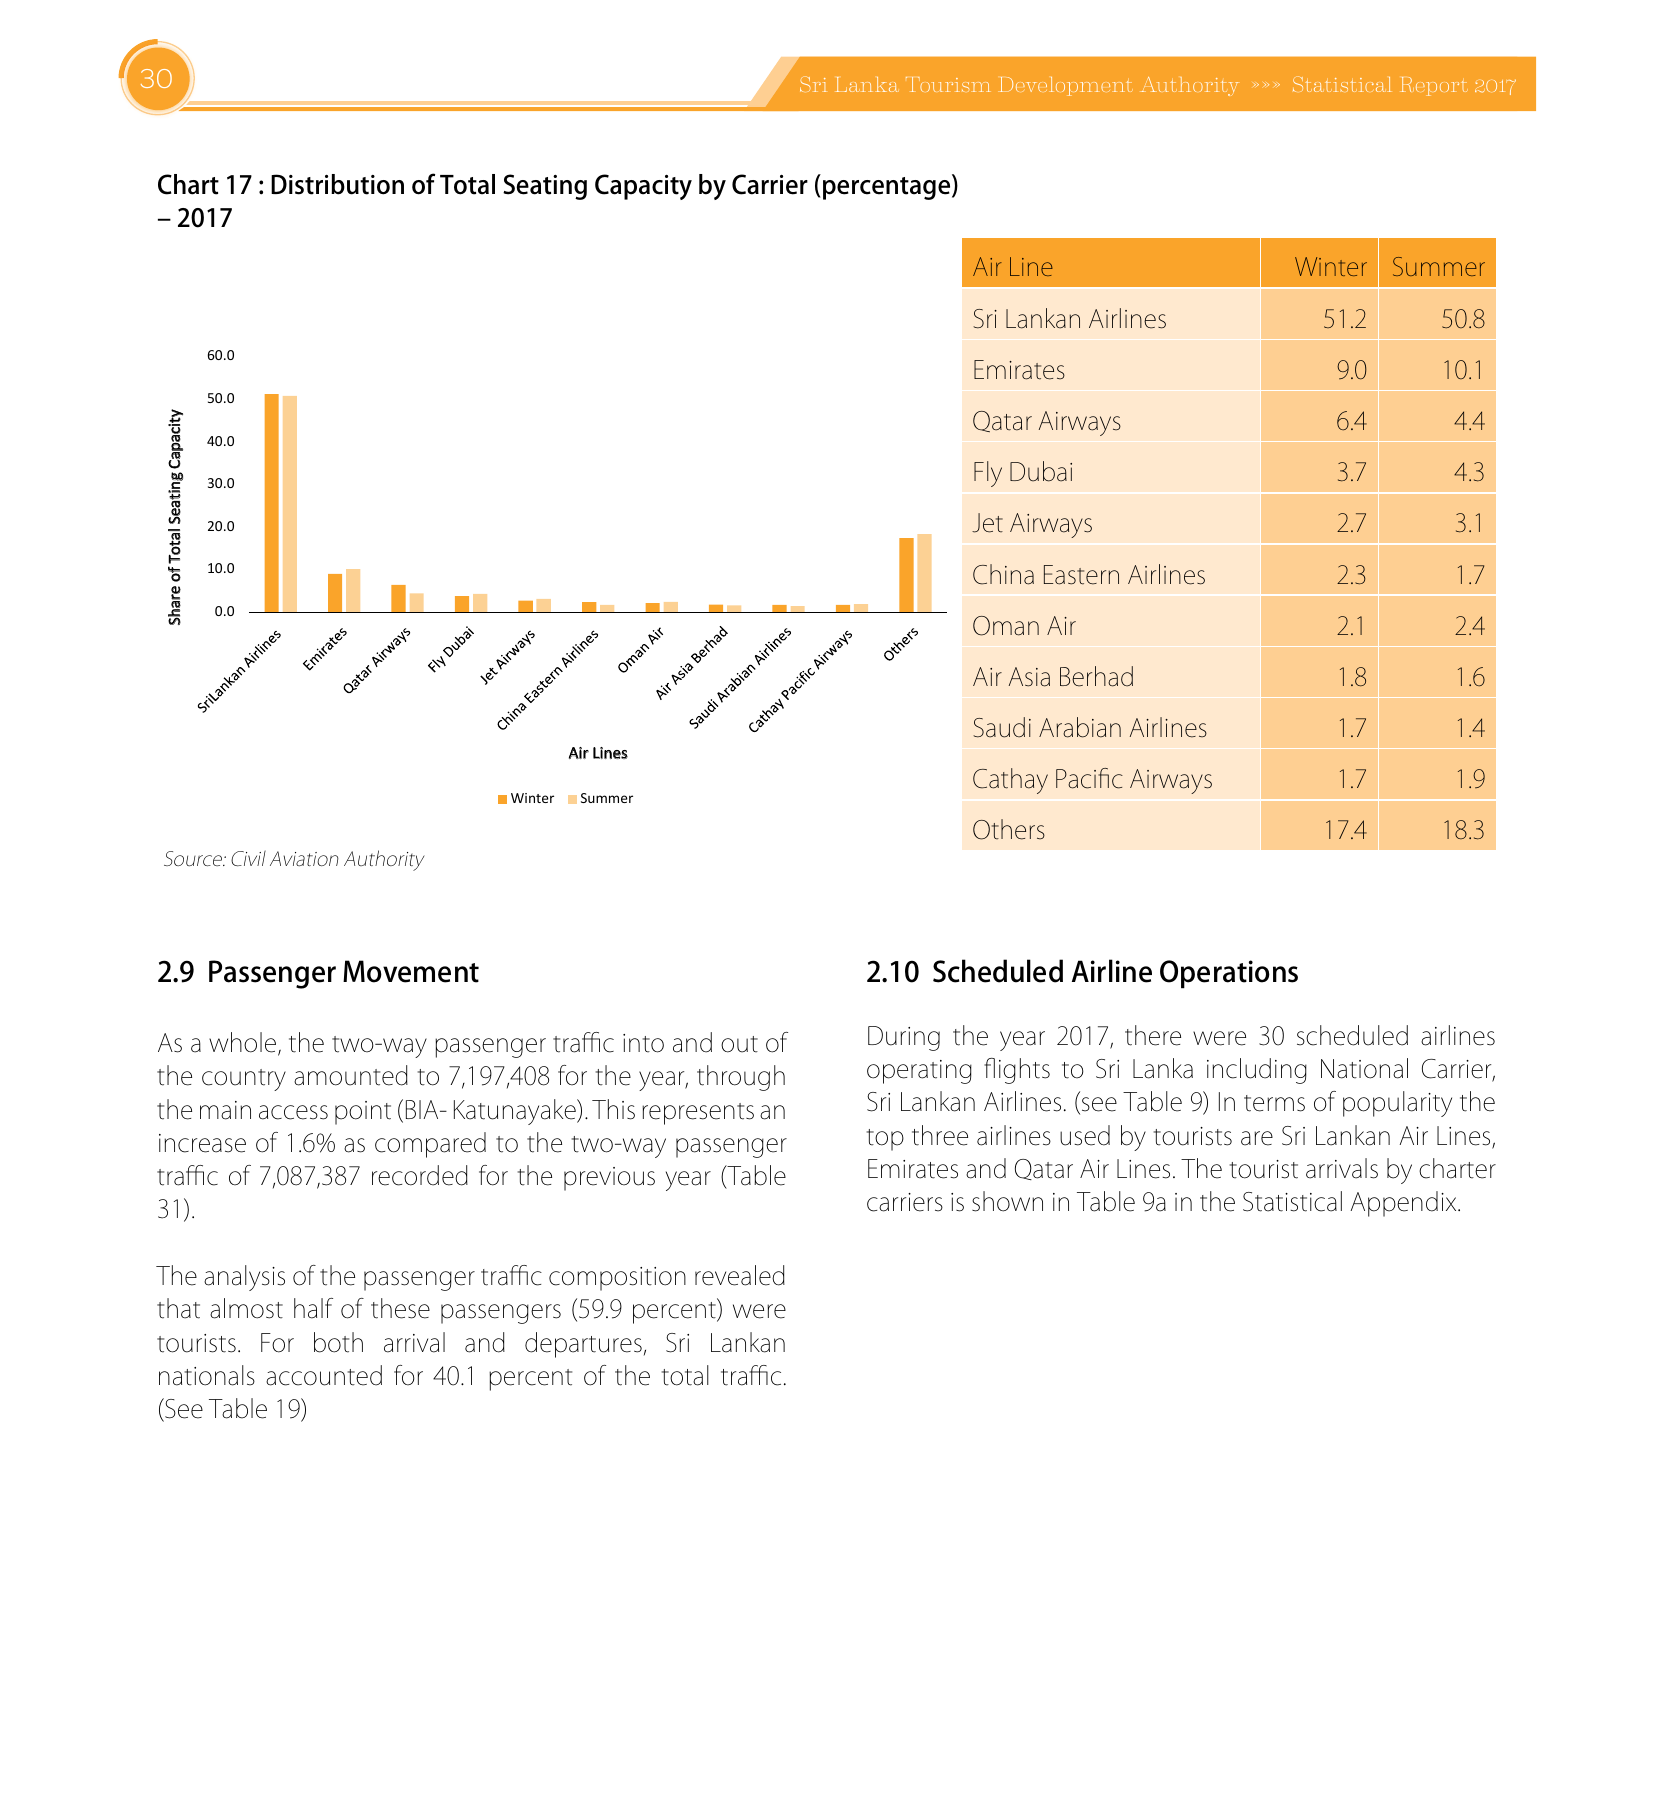 30
Sri Lanka Tourism Development Authority »»» Statistical Report 2017
Chart 17 : Distribution of Total Seating Capacity by Carrier (percentage)
– 2017
Share of Total Seating Capacity
60.0
50.0
40.0
30.0
20.0
10.0
0.0
SriLankan Airlines
Emirates
Qatar Airways
Fly Dubai
Jet Airways
China Eastern Airlines
Oman Air
Air Asia Berhad
Saudi Arabian Airlines
Cathay Pacific Airways
Others
Air Lines
Winter Summer
Air Line Winter Summer
Sri Lankan Airlines 51.2 50.8
Emirates 9.0 10.1
Qatar Airways 6.4 4.4
Fly Dubai 3.7 4.3
Jet Airways 2.7 3.1
China Eastern Airlines 2.3 1.7
Oman Air 2.1 2.4
Air Asia Berhad 1.8 1.6
Saudi Arabian Airlines 1.7 1.4
Cathay Pacific Airways 1.7 1.9
Others 17.4 18.3
Source: Civil Aviation Authority
2.9 Passenger Movement
As a whole, the two-way passenger traffic into and out of
the country amounted to 7,197,408 for the year, through
the main access point (BIA- Katunayake). This represents an
increase of 1.6% as compared to the two-way passenger
traffic of 7,087,387 recorded for the previous year (Table
31).
The analysis of the passenger traffic composition revealed
that almost half of these passengers (59.9 percent) were
tourists. For both arrival and departures, Sri Lankan
nationals accounted for 40.1 percent of the total traffic.
(See Table 19)
2.10 Scheduled Airline Operations
During the year 2017, there were 30 scheduled airlines
operating flights to Sri Lanka including National Carrier,
Sri Lankan Airlines. (see Table 9) In terms of popularity the
top three airlines used by tourists are Sri Lankan Air Lines,
Emirates and Qatar Air Lines. The tourist arrivals by charter
carriers is shown in Table 9a in the Statistical Appendix.